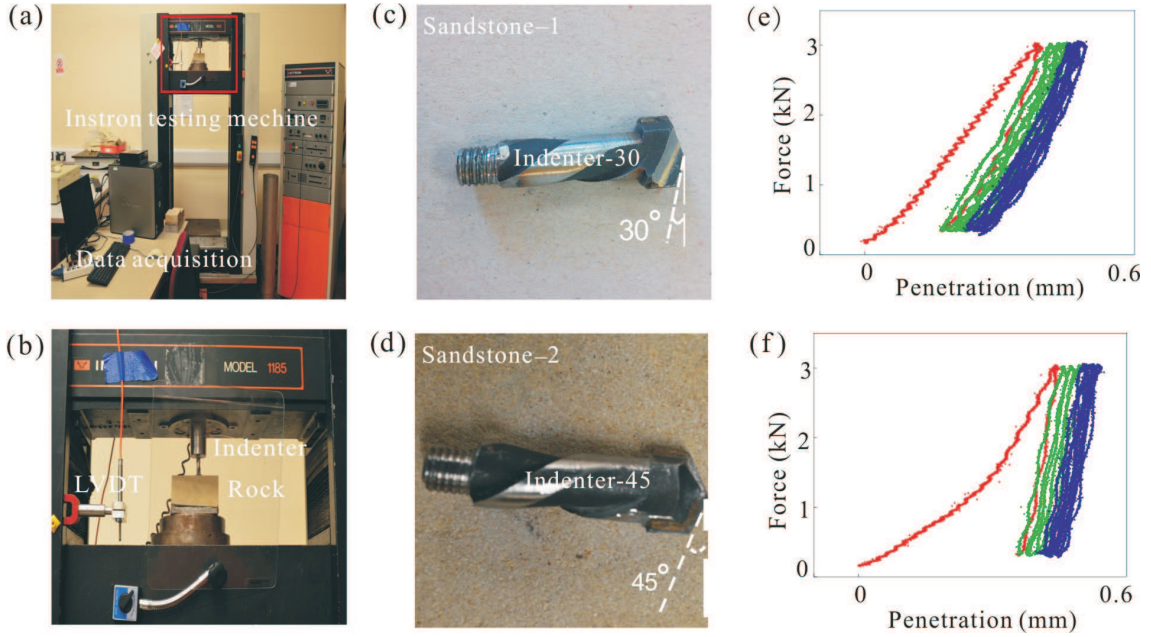 (a)
Instron testing mechine
Data acquisition
(b)
MODEL 1185
Indenter
LVDT
Rock
(c)
Sandstone–1
Indenter-30
30°
(d)
Sandstone–2
Indenter-45
45°
(e)
Force (kN)
3
2
1
0
0
0.6
Penetration (mm)
(f)
Force (kN)
3
2
1
0
0
0.6
Penetration (mm)